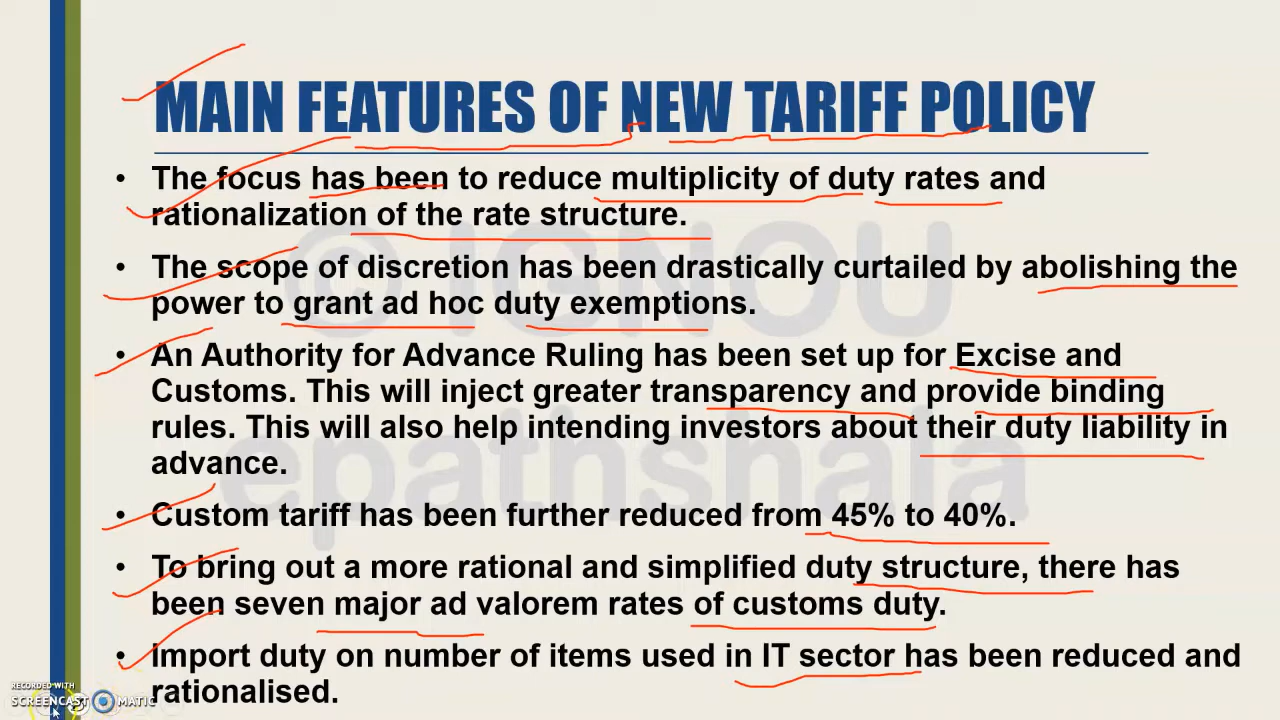 MAIN FEATURES OF NEW TARIFF POLICY
• The focus has been to reduce multiplicity of duty rates and
rationalization of the rate structure.
• The scope of discretion has been drastically curtailed by abolishing the
power to grant ad hoc duty exemptions.
• An Authority for Advance Ruling has been set up for Excise and
Customs. This will inject greater transparency and provide binding
rules. This will also help intending investors about their duty liability in
advance.
• Custom tariff has been further reduced from 45% to 40%.
• To bring out a more rational and simplified duty structure, there has
been seven major ad valorem rates of customs duty.
• Import duty on number of items used in IT sector has been reduced and
rationalised.
© IGNOU
epathshala
RECORDED WITH
SCREENCAST MATIC